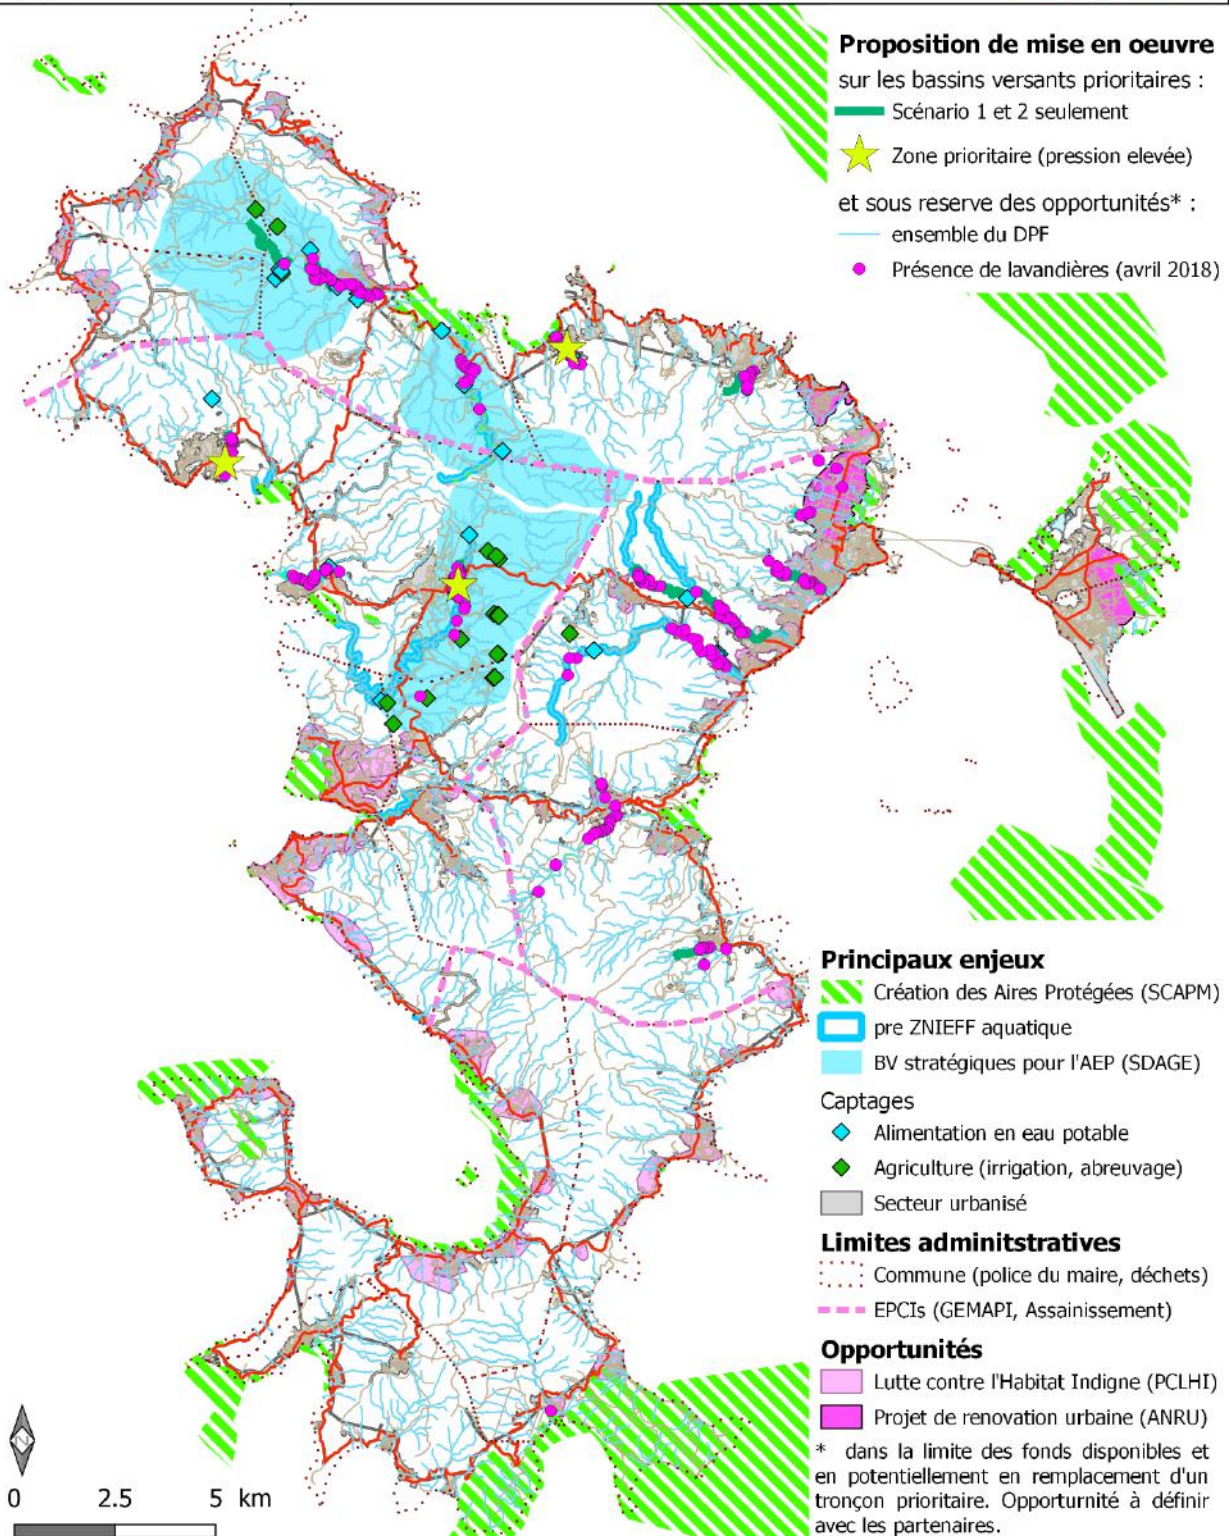 Proposition de mise en oeuvre
sur les bassins versants prioritaires :
Scénario 1 et 2 seulement
Zone prioritaire (pression elevée)
et sous reserve des opportunités* :
ensemble du DPF
Présence de lavandières (avril 2018)
Principaux enjeux
Création des Aires Protégées (SCAPM)
pre ZNIEFF aquatique
BV stratégiques pour l'AEP (SDAGE)
Captages
Alimentation en eau potable
Agriculture (irrigation, abreuvage)
Secteur urbanisé
Limites adminitstratives
Commune (police du maire, déchets)
EPCIs (GEMAPI, Assainissement)
Opportunités
Lutte contre l'Habitat Indigne (PCLHI)
Projet de renovation urbaine (ANRU)
* dans la limite des fonds disponibles et
en potentiellement en remplacement d'un
tronçon prioritaire. Opporturnité à définir
avec les partenaires.
N
0 2.5 5 km